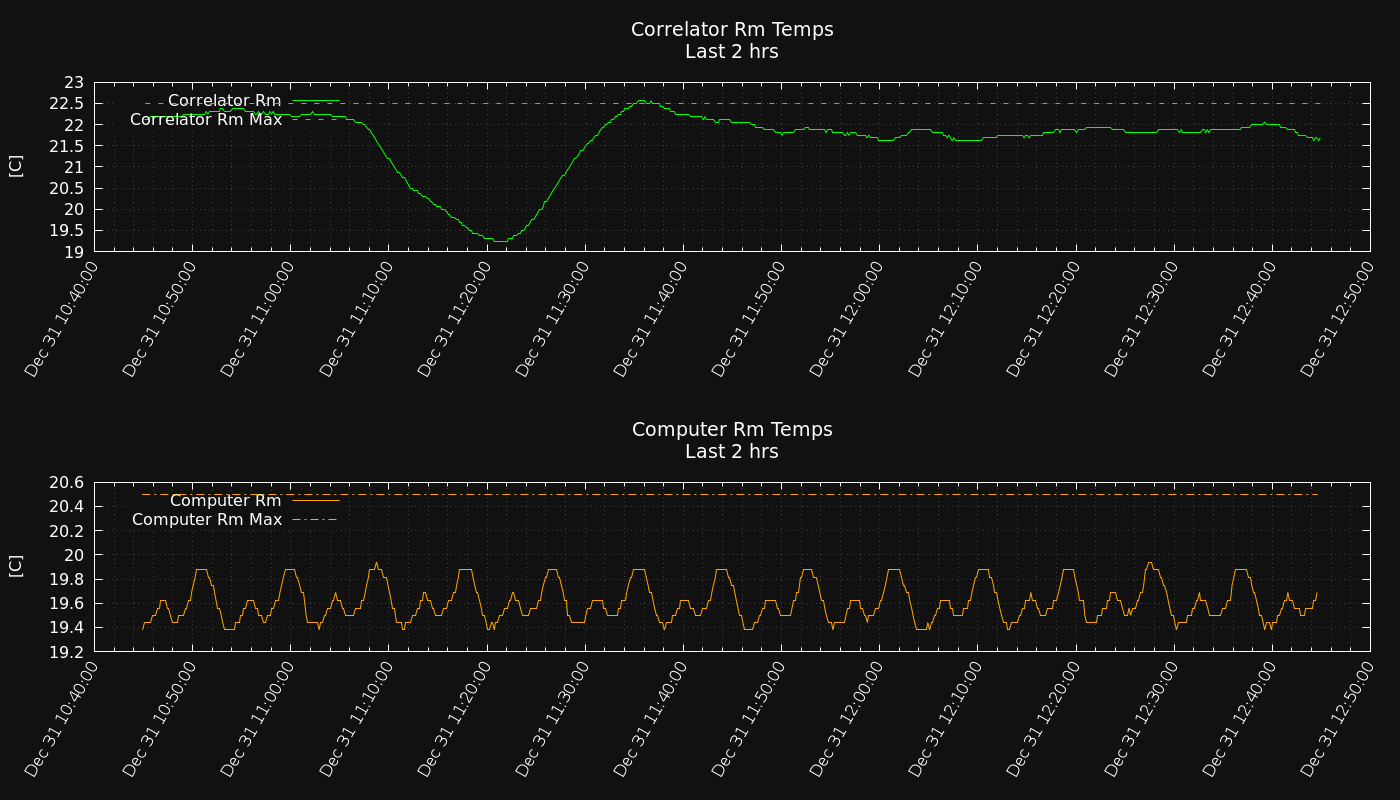 Correlator Rm Temps
Last 2 hrs
Correlator Rm
Correlator Rm Max
[C]
23
22.5
22
21.5
21
20.5
20
19.5
19
Dec 31 10:40:00
Dec 31 10:50:00
Dec 31 11:00:00
Dec 31 11:10:00
Dec 31 11:20:00
Dec 31 11:30:00
Dec 31 11:40:00
Dec 31 11:50:00
Dec 31 12:00:00
Dec 31 12:10:00
Dec 31 12:20:00
Dec 31 12:30:00
Dec 31 12:40:00
Dec 31 12:50:00
Computer Rm Temps
Last 2 hrs
Computer Rm
Computer Rm Max
[C]
20.6
20.4
20.2
20
19.8
19.6
19.4
19.2
Dec 31 10:40:00
Dec 31 10:50:00
Dec 31 11:00:00
Dec 31 11:10:00
Dec 31 11:20:00
Dec 31 11:30:00
Dec 31 11:40:00
Dec 31 11:50:00
Dec 31 12:00:00
Dec 31 12:10:00
Dec 31 12:20:00
Dec 31 12:30:00
Dec 31 12:40:00
Dec 31 12:50:00